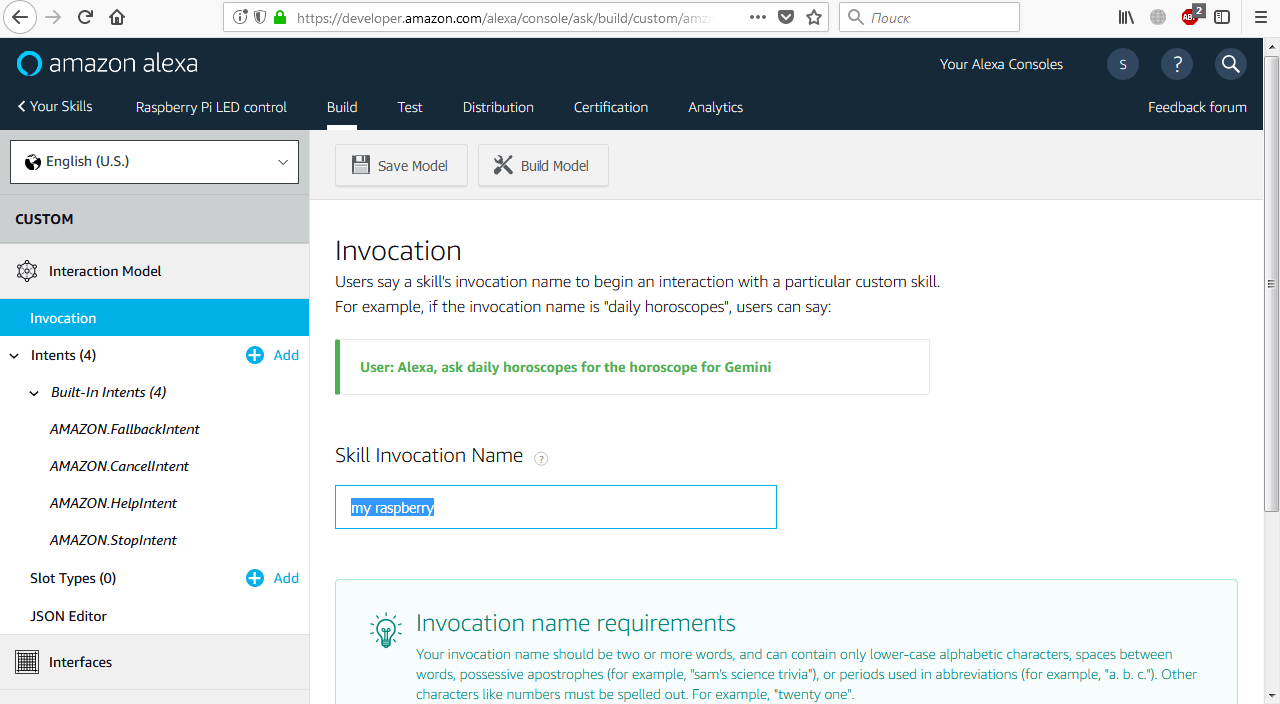 https://developer.amazon.com/alexa/console/ask/build/custom/amzn
Поиск
2
amazon alexa
Your Alexa Consoles
S
?
Your Skills
Raspberry Pi LED control
Build
Test
Distribution
Certification
Analytics
Feedback forum
English (U.S.)
Save Model
Build Model
CUSTOM
Interaction Model
Invocation
Intents (4)
Add
Built-In Intents (4)
AMAZON.FallbackIntent
AMAZON.CancelIntent
AMAZON.HelpIntent
AMAZON.StopIntent
Slot Types (0)
Add
JSON Editor
Interfaces
Invocation
Users say a skill's invocation name to begin an interaction with a particular custom skill.
For example, if the invocation name is "daily horoscopes", users can say:
User: Alexa, ask daily horoscopes for the horoscope for Gemini
Skill Invocation Name ?
my raspberry
Invocation name requirements
Your invocation name should be two or more words, and can contain only lower-case alphabetic characters, spaces between
words, possessive apostrophes (for example, "sam's science trivia"), or periods used in abbreviations (for example, "a. b. c."). Other
characters like numbers must be spelled out. For example, "twenty one".